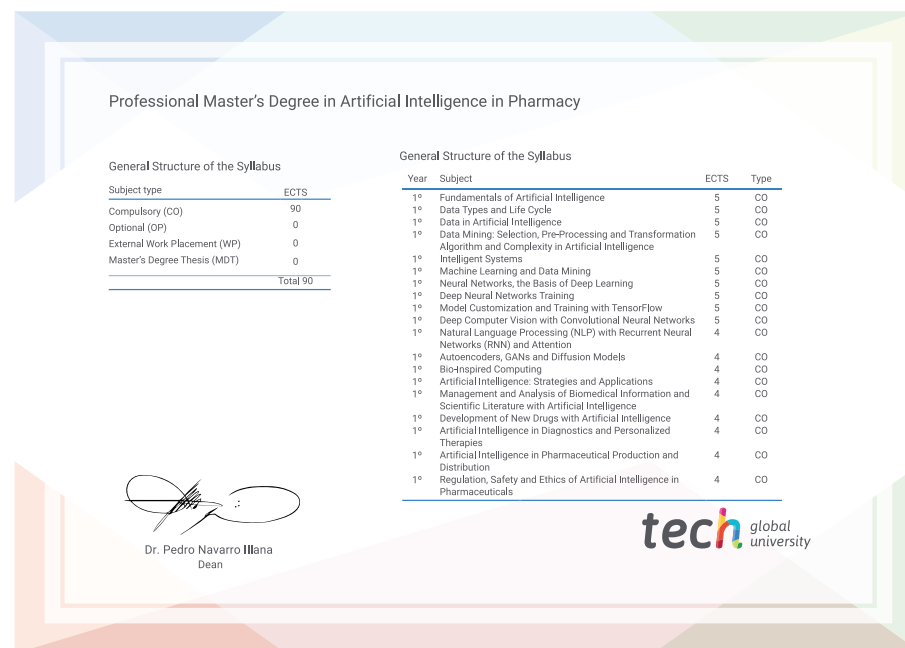 Professional Master's Degree in Artificial Intelligence in Pharmacy
General Structure of the Syllabus
Subject type ECTS
Compulsory (CO) 90
Optional (OP) 0
External Work Placement (WP) 0
Master's Degree Thesis (MDT) 0
Total 90
General Structure of the Syllabus
Year Subject ECTS Type
1º Fundamentals of Artificial Intelligence 5 CO
1º Data Types and Life Cycle 5 CO
1º Data in Artificial Intelligence 5 CO
1º Data Mining: Selection, Pre-Processing and Transformation 5 CO
Algorithm and Complexity in Artificial Intelligence
1º Intelligent Systems 5 CO
1º Machine Learning and Data Mining 5 CO
1º Neural Networks, the Basis of Deep Learning 5 CO
1º Deep Neural Networks Training 5 CO
1º Model Customization and Training with TensorFlow 5 CO
1º Deep Computer Vision with Convolutional Neural Networks 5 CO
1º Natural Language Processing (NLP) with Recurrent Neural 4 CO
Networks (RNN) and Attention
1º Autoencoders, GANs and Diffusion Models 4 CO
1º Bio-Inspired Computing 4 CO
1º Artificial Intelligence: Strategies and Applications 4 CO
1º Management and Analysis of Biomedical Information and 4 CO
Scientific Literature with Artificial Intelligence
1º Development of New Drugs with Artificial Intelligence 4 CO
1º Artificial Intelligence in Diagnostics and Personalized 4 CO
Therapies
1º Artificial Intelligence in Pharmaceutical Production and 4 CO
Distribution
1º Regulation, Safety and Ethics of Artificial Intelligence in 4 CO
Pharmaceuticals
Dr. Pedro Navarro Illana
Dean
tech global
university